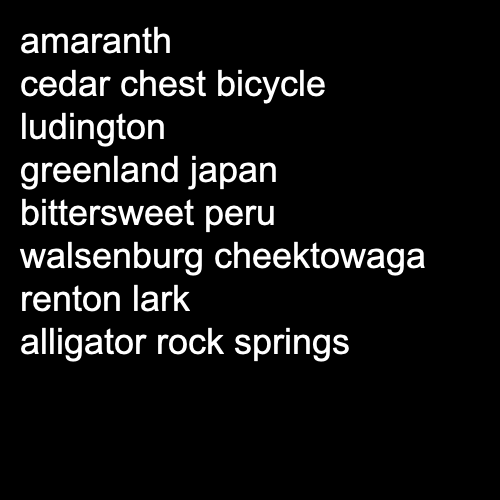 amaranth
cedar chest bicycle
ludington
greenland japan
bittersweet peru
walsenburg cheektowaga
renton lark
alligator rock springs